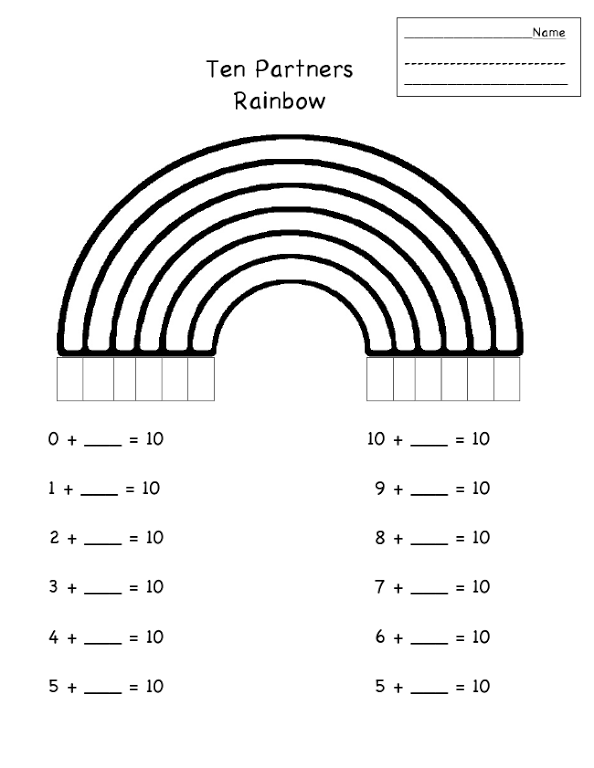 _______________Name
Ten Partners
Rainbow
0 + ____ = 10
10 + ____ = 10
1 + ____ = 10
9 + ____ = 10
2 + ____ = 10
8 + ____ = 10
3 + ____ = 10
7 + ____ = 10
4 + ____ = 10
6 + ____ = 10
5 + ____ = 10
5 + ____ = 10